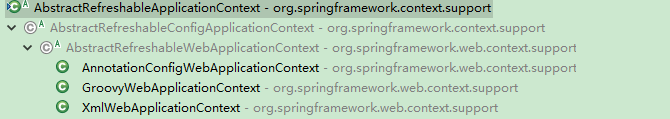 AbstractRefreshableApplicationContext - org.springframework.context.support
AbstractRefreshableConfigApplicationContext - org.springframework.context.support
AbstractRefreshableWebApplicationContext - org.springframework.web.context.support
AnnotationConfigWebApplicationContext - org.springframework.web.context.support
GroovyWebApplicationContext - org.springframework.web.context.support
XmlWebApplicationContext - org.springframework.web.context.support